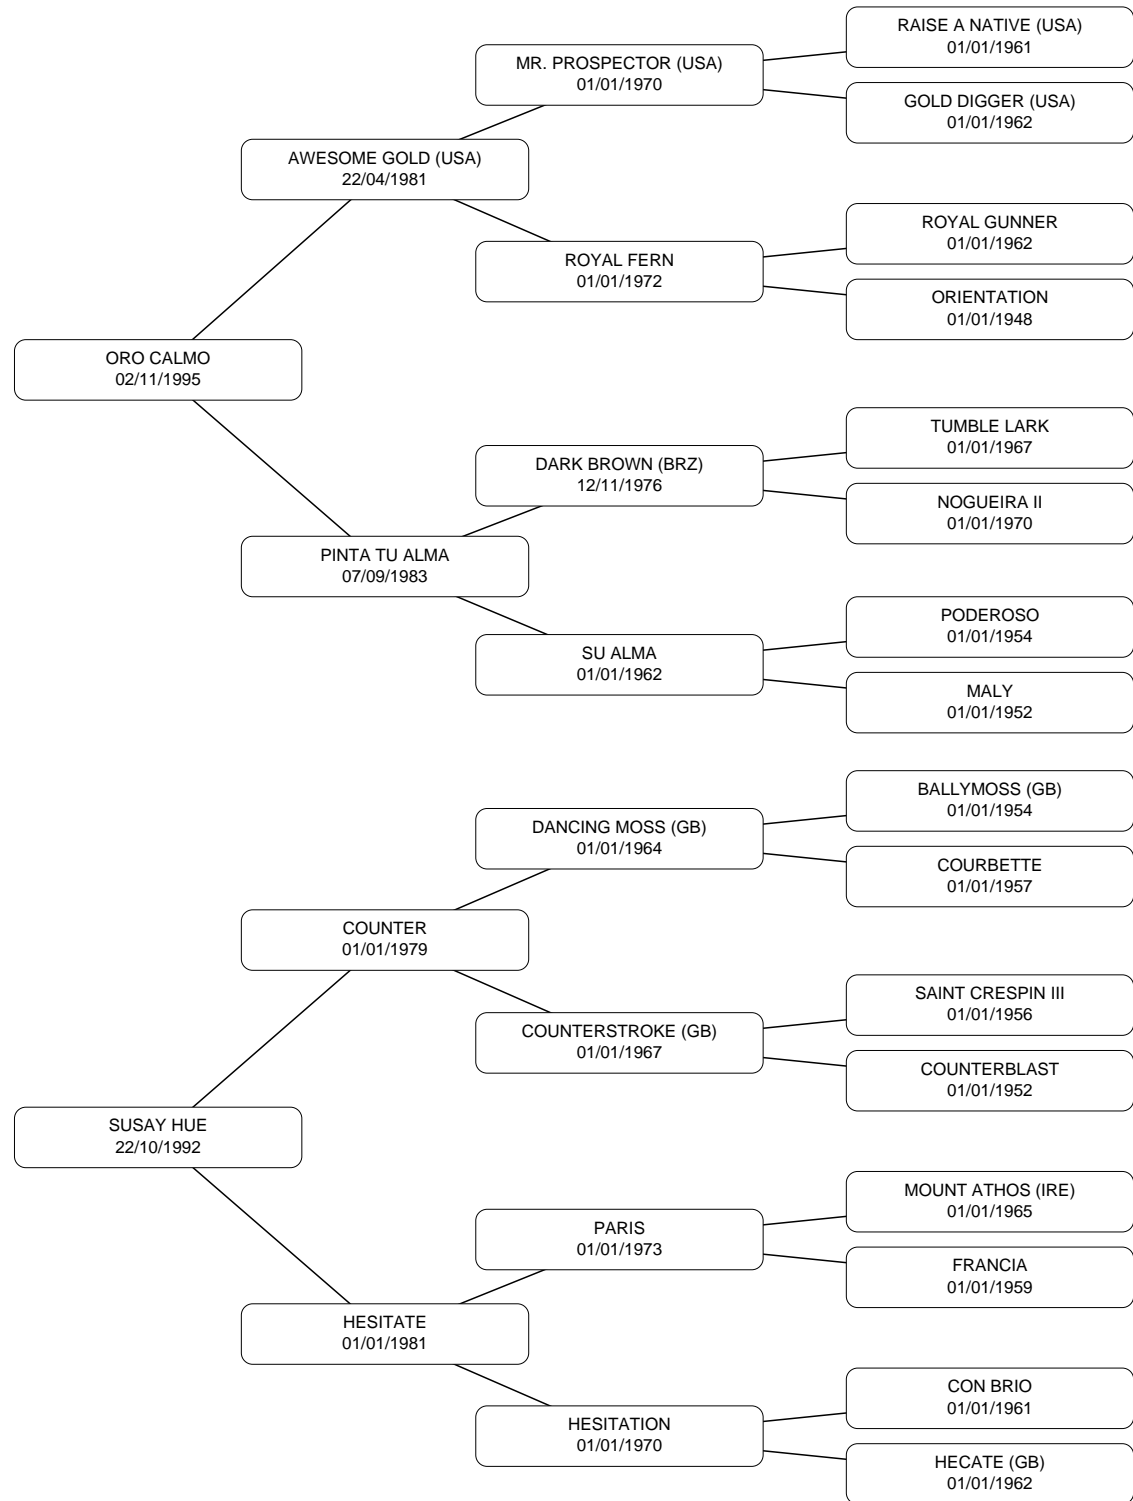 RAISE A NATIVE (USA)
01/01/1961
MR. PROSPECTOR (USA)
01/01/1970
GOLD DIGGER (USA)
01/01/1962
AWESOME GOLD (USA)
22/04/1981
ROYAL GUNNER
01/01/1962
ROYAL FERN
01/01/1972
ORIENTATION
01/01/1948
ORO CALMO
02/11/1995
TUMBLE LARK
01/01/1967
DARK BROWN (BRZ)
12/11/1976
NOGUEIRA II
01/01/1970
PINTA TU ALMA
07/09/1983
PODEROSO
01/01/1954
SU ALMA
01/01/1962
MALY
01/01/1952
BALLYMOSS (GB)
01/01/1954
DANCING MOSS (GB)
01/01/1964
COURBETTE
01/01/1957
COUNTER
01/01/1979
SAINT CRESPIN III
01/01/1956
COUNTERSTROKE (GB)
01/01/1967
COUNTERBLAST
01/01/1952
SUSAY HUE
22/10/1992
MOUNT ATHOS (IRE)
01/01/1965
PARIS
01/01/1973
FRANCIA
01/01/1959
HESITATE
01/01/1981
CON BRIO
01/01/1961
HESITATION
01/01/1970
HECATE (GB)
01/01/1962